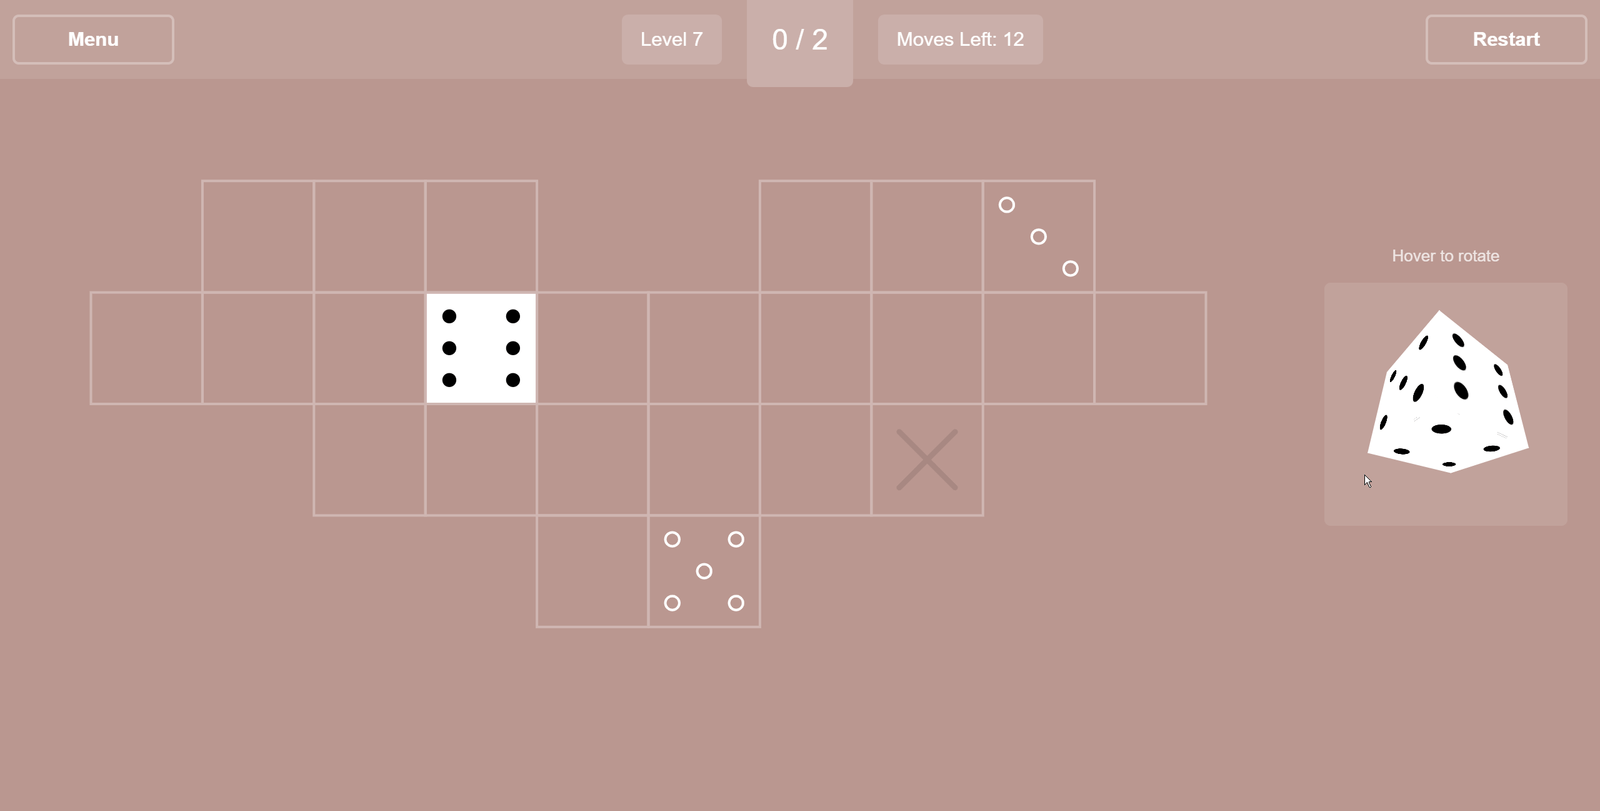 Menu
Level 7
0 / 2
Moves Left: 12
Restart
Hover to rotate